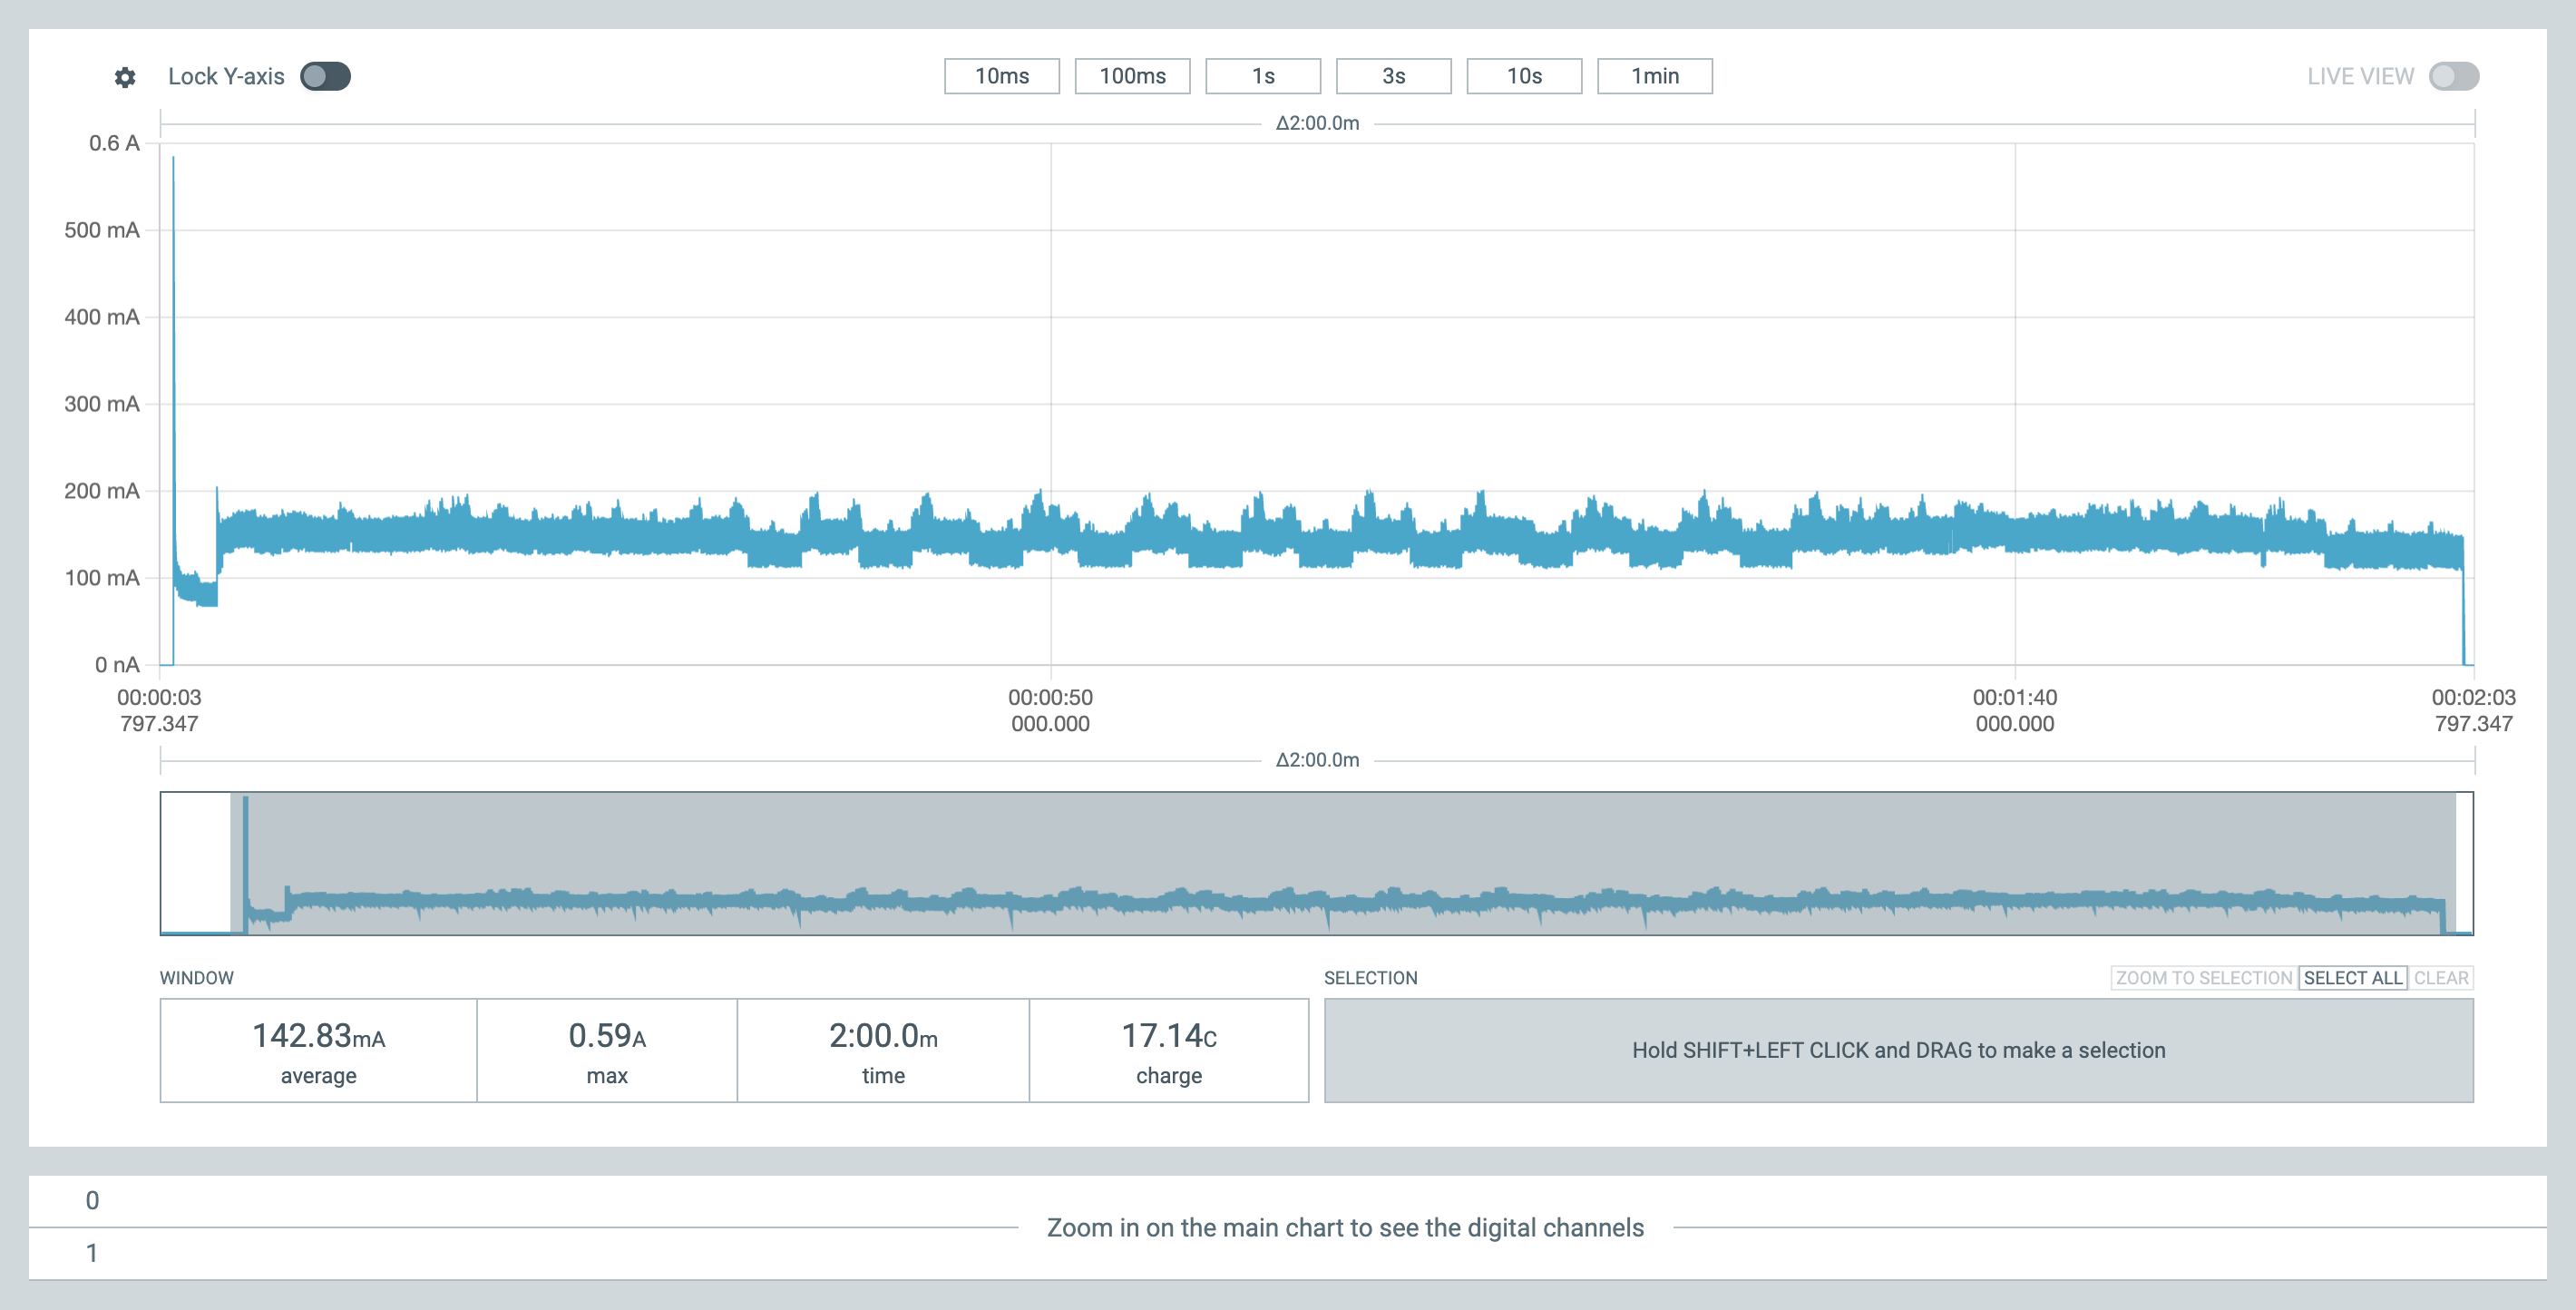 Lock Y-axis
10ms 100ms 1s 3s 10s 1min
LIVE VIEW
Δ2:00.0m
0.6 A
500 mA
400 mA
300 mA
200 mA
100 mA
0 nA
00:00:03 00:00:50 00:01:40 00:02:03
797.347 000.000 000.000 797.347
Δ2:00.0m
WINDOW
142.83mA 0.59A 2:00.0m 17.14C
average max time charge
SELECTION ZOOM TO SELECTION SELECT ALL CLEAR
Hold SHIFT+LEFT CLICK and DRAG to make a selection
0
Zoom in on the main chart to see the digital channels
1